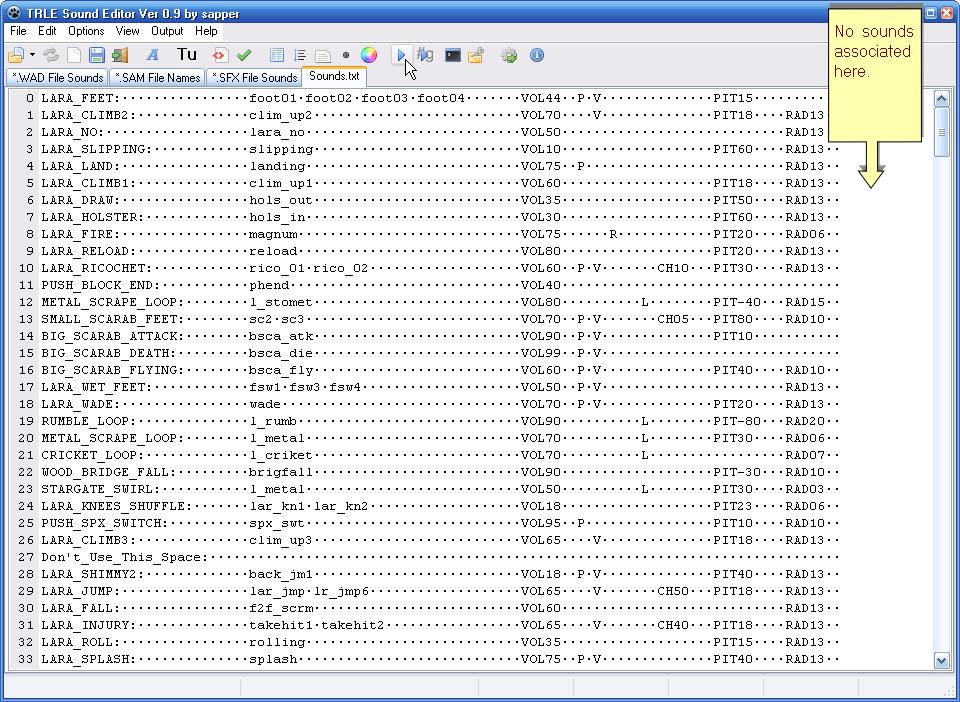 TRLE Sound Editor Ver 0.9 by sapper
File Edit Options View Output Help
Tu
*.WAD File Sounds *.SAM File Names *.SFX File Sounds Sounds.txt
No sounds
associated
here.
0 LARA_FEET: foot01·foot02·foot03·foot04 VOL44 P·V PIT15
1 LARA_CLIMB2: clim_up2 VOL70 V PIT18 RAD13
2 LARA_NO: lara_no VOL50 RAD13
3 LARA_SLIPPING: slipping VOL10 PIT60 RAD13
4 LARA_LAND: landing VOL75 P RAD13
5 LARA_CLIMB1: clim_up1 VOL60 PIT18 RAD13
6 LARA_DRAW: hols_out VOL35 PIT50 RAD13
7 LARA_HOLSTER: hols_in VOL30 PIT60 RAD13
8 LARA_FIRE: magnum VOL75 R PIT20 RAD06
9 LARA_RELOAD: reload VOL80 PIT20 RAD13
10 LARA_RICOCHET: rico_01·rico_02 VOL60 P·V CH10 PIT30 RAD13
11 PUSH_BLOCK_END: phend VOL40
12 METAL_SCRAPE_LOOP: l_stomet VOL80 L PIT-40 RAD15
13 SMALL_SCARAB_FEET: sc2·sc3 VOL70 P·V CH05 PIT80 RAD10
14 BIG_SCARAB_ATTACK: bsca_atk VOL90 P·V PIT10
15 BIG_SCARAB_DEATH: bsca_die VOL99 P·V
16 BIG_SCARAB_FLYING: bsca_fly VOL60 P·V PIT40 RAD10
17 LARA_WET_FEET: fsw1·fsw3·fsw4 VOL50 P·V RAD13
18 LARA_WADE: wade VOL70 P·V PIT20 RAD13
19 RUMBLE_LOOP: l_rumb VOL90 L PIT-80 RAD20
20 METAL_SCRAPE_LOOP: l_metal VOL70 L PIT30 RAD06
21 CRICKET_LOOP: l_criket VOL70 L RAD07
22 WOOD_BRIDGE_FALL: brigfall VOL90 PIT-30 RAD10
23 STARGATE_SWIRL: l_metal VOL50 L PIT30 RAD03
24 LARA_KNEES_SHUFFLE: lar_kn1·lar_kn2 VOL18 PIT23 RAD06
25 PUSH_SPX_SWITCH: spx_swt VOL95 P PIT10 RAD10
26 LARA_CLIMB3: clim_up3 VOL65 V PIT18 RAD13
27 Don't_Use_This_Space:
28 LARA_SHIMMY2: back_jm1 VOL18 P·V PIT40 RAD13
29 LARA_JUMP: lar_jmp·lr_jmp6 VOL65 V CH50 PIT18 RAD13
30 LARA_FALL: f2f_scrm VOL60 RAD13
31 LARA_INJURY: takehit1·takehit2 VOL65 V CH40 PIT18 RAD13
32 LARA_ROLL: rolling VOL35 PIT15 RAD13
33 LARA_SPLASH: splash VOL75 P·V PIT40 RAD13